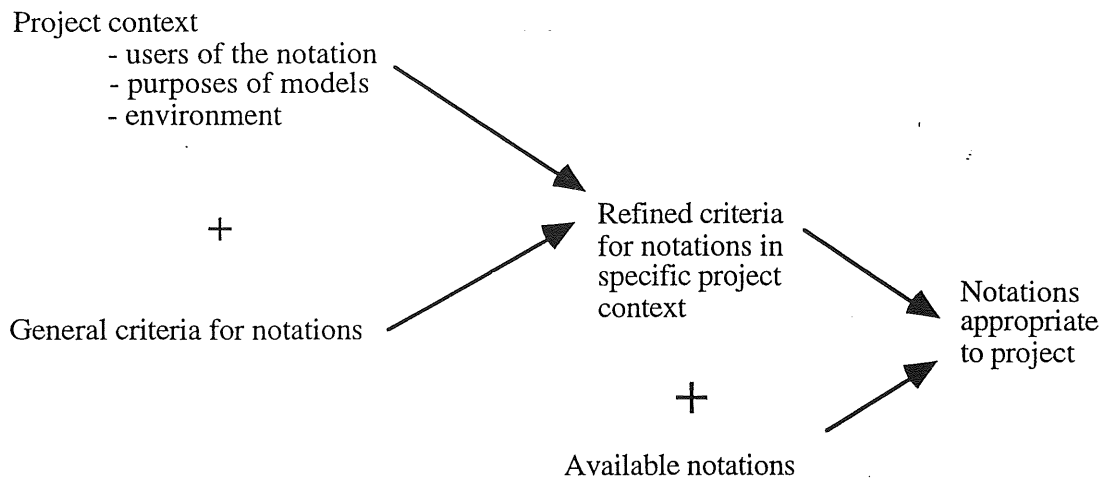 Project context
- users of the notation
- purposes of models
- environment
+
General criteria for notations
Refined criteria
for notations in
specific project
context
+
Available notations
Notations
appropriate
to project